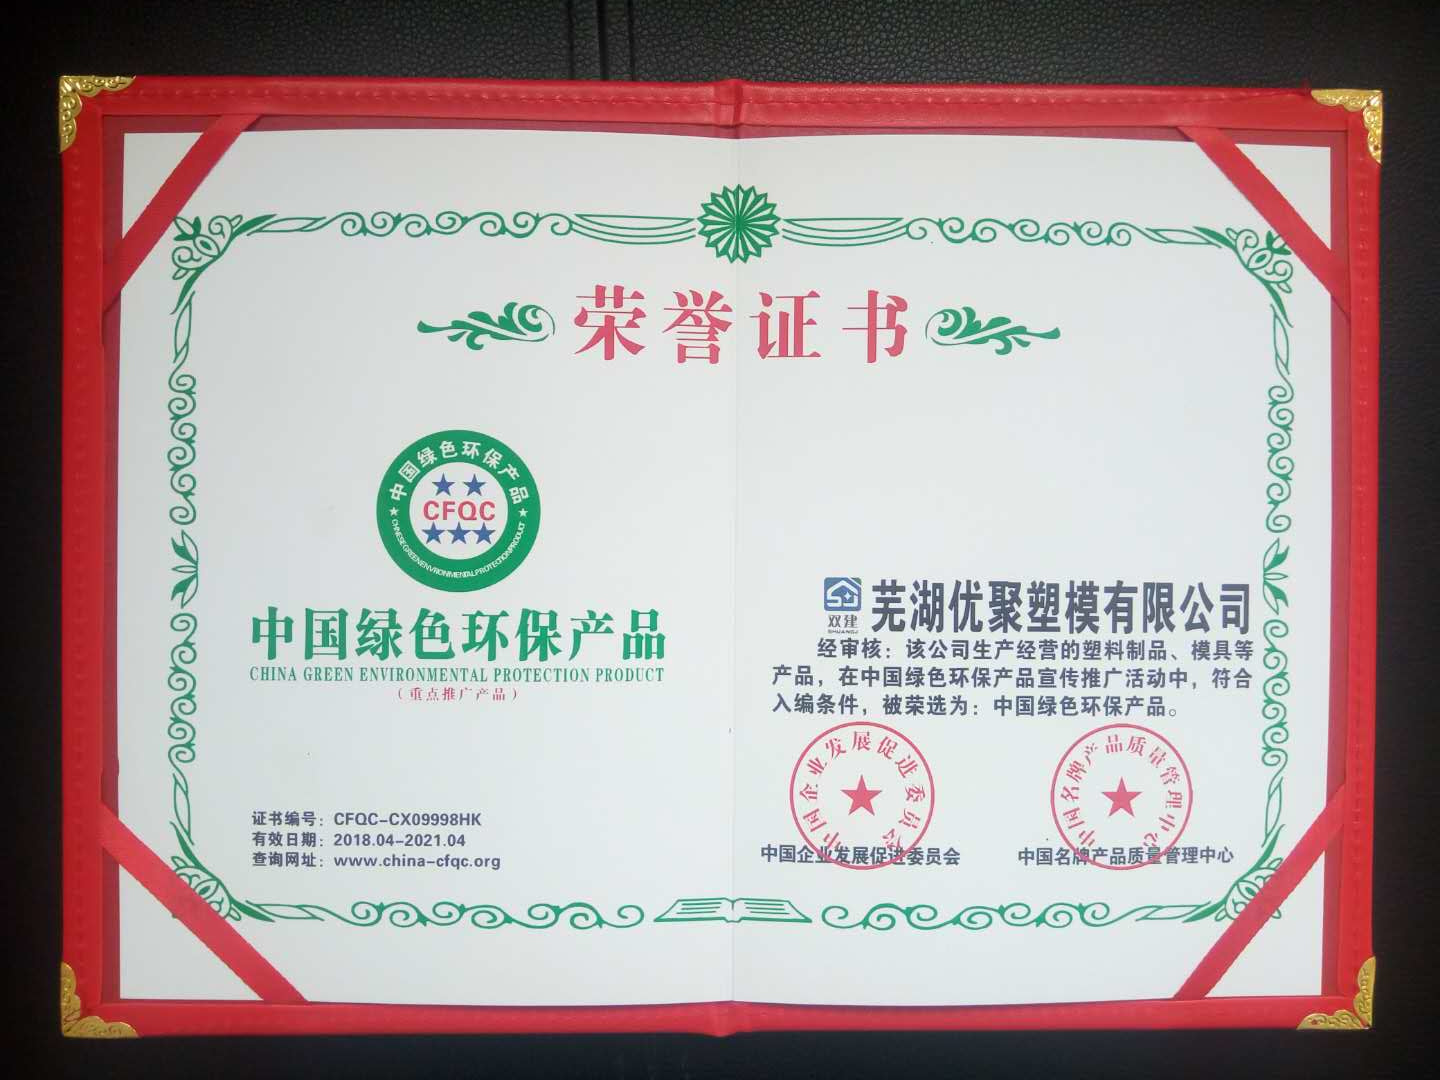 荣誉证书
中国绿色环保产品
CFQC
CHINESEGREENENVIRONMENTALPROTECTIONPRODUCT
中国绿色环保产品
CHINA GREEN ENVIRONMENTAL PROTECTION PRODUCT
(重点推广产品)
证书编号：CFQC-CX09998HK
有效日期：2018.04-2021.04
查询网址：www.china-cfqc.org
双建
SHUANGJ
芜湖优聚塑模有限公司
经审核：该公司生产经营的塑料制品、模具等
产品，在中国绿色环保产品宣传推广活动中，符合
入编条件，被荣选为：中国绿色环保产品。
中国企业发展促进委员会
中国企业发展促进委员会
中国名牌产品质量管理中心
中国名牌产品质量管理中心